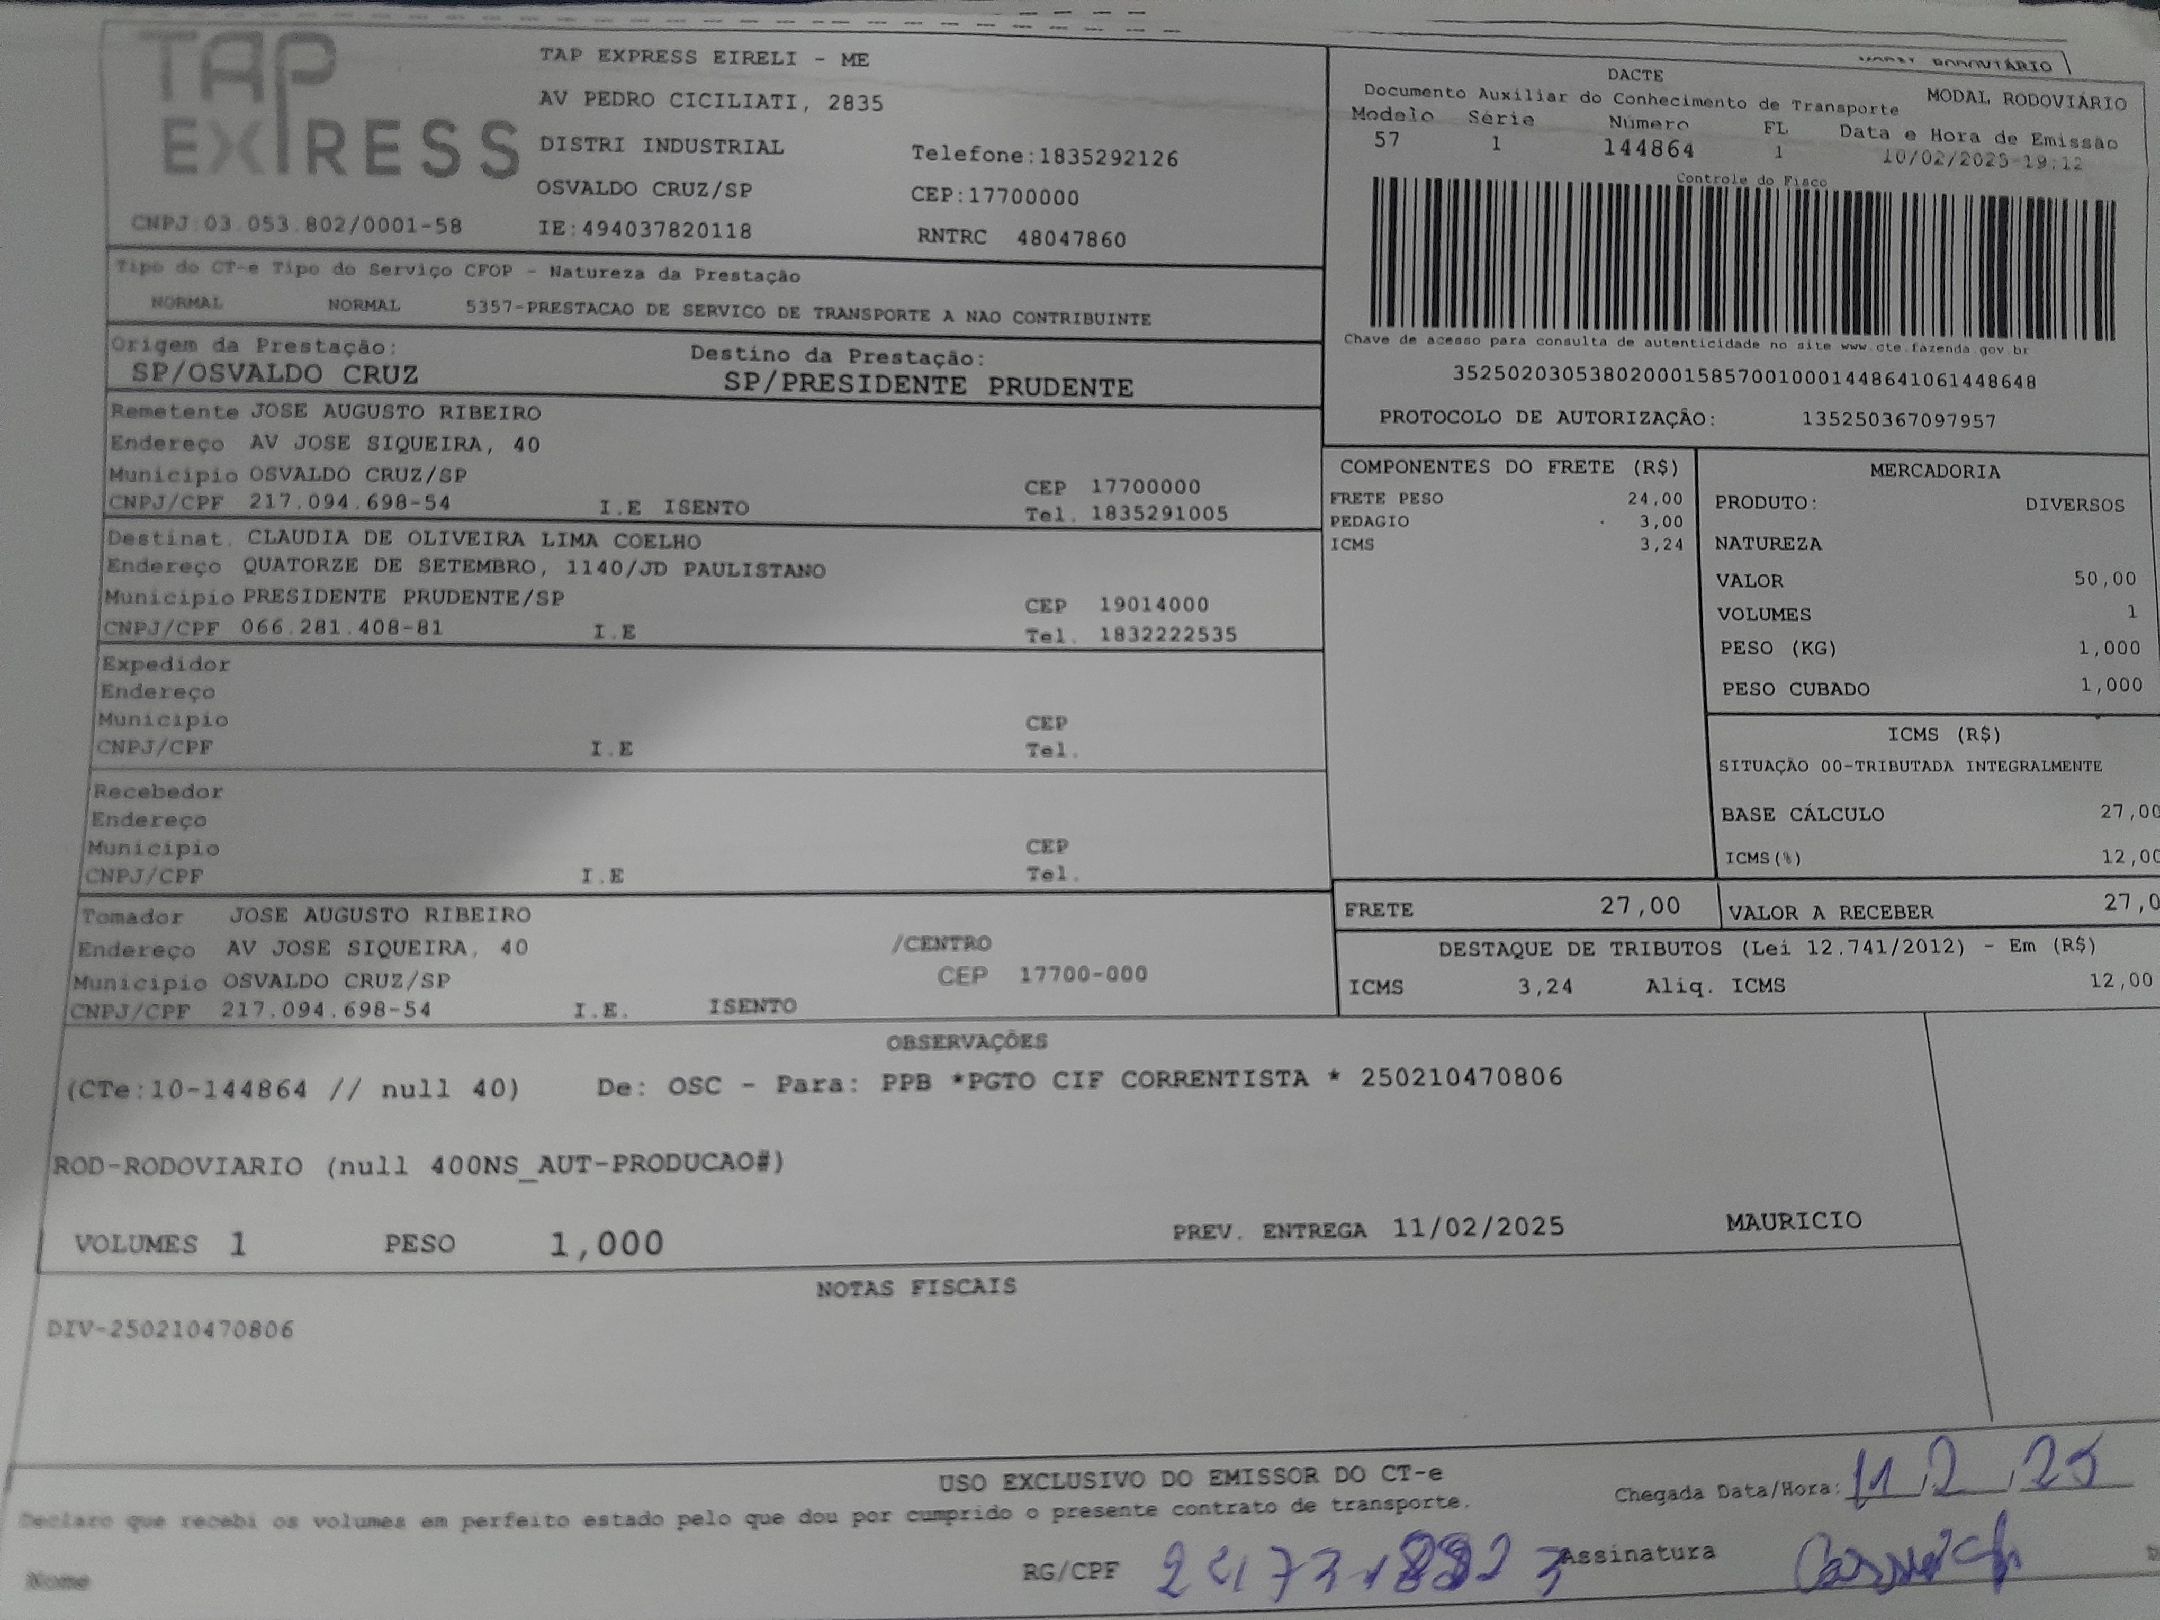 TAP
EXPRESS
TAP EXPRESS EIRELI - ME
AV PEDRO CICILIATI, 2835
DISTRI INDUSTRIAL Telefone:1835292126
OSVALDO CRUZ/SP CEP:17700000
CNPJ:03.053.802/0001-58 IE:494037820118 RNTRC 48047860
RODOVIÁRIO
DACTE
Documento Auxiliar do Conhecimento de Transporte MODAL RODOVIÁRIO
Modelo Série Número FL Data e Hora de Emissão
57 1 144864 1 10/02/2025-19:12
Controle do Fisco
Chave de acesso para consulta de autenticidade no site www.cte.fazenda.gov.br
35250203053802000158570010001448641061448648
PROTOCOLO DE AUTORIZAÇÃO: 135250367097957
Tipo do CT-e Tipo do Serviço CFOP - Natureza da Prestação
NORMAL NORMAL 5357-PRESTACAO DE SERVICO DE TRANSPORTE A NAO CONTRIBUINTE
Origem da Prestação: Destino da Prestação:
SP/OSVALDO CRUZ SP/PRESIDENTE PRUDENTE
Remetente JOSE AUGUSTO RIBEIRO
Endereço AV JOSE SIQUEIRA, 40
Municipio OSVALDO CRUZ/SP CEP 17700000
CNPJ/CPF 217.094.698-54 I.E ISENTO Tel. 1835291005
Destinat. CLAUDIA DE OLIVEIRA LIMA COELHO
Endereço QUATORZE DE SETEMBRO, 1140/JD PAULISTANO
Municipio PRESIDENTE PRUDENTE/SP CEP 19014000
CNPJ/CPF 066.281.408-81 I.E Tel. 1832222535
Expedidor
Endereço
Municipio CEP
CNPJ/CPF I.E Tel.
Recebedor
Endereço
Municipio CEP
CNPJ/CPF I.E Tel.
Tomador JOSE AUGUSTO RIBEIRO
Endereço AV JOSE SIQUEIRA, 40 /CENTRO
Municipio OSVALDO CRUZ/SP CEP 17700-000
CNPJ/CPF 217.094.698-54 I.E. ISENTO
COMPONENTES DO FRETE (R$)
FRETE PESO 24,00
PEDAGIO 3,00
ICMS 3,24
MERCADORIA
PRODUTO: DIVERSOS
NATUREZA
VALOR 50,00
VOLUMES 1
PESO (KG) 1,000
PESO CUBADO 1,000
ICMS (R$)
SITUAÇÃO 00-TRIBUTADA INTEGRALMENTE
BASE CÁLCULO 27,00
ICMS(%) 12,00
FRETE 27,00 VALOR A RECEBER 27,0
DESTAQUE DE TRIBUTOS (Lei 12.741/2012) - Em (R$)
ICMS 3,24 Aliq. ICMS 12,00
OBSERVAÇÕES
(CTe:10-144864 // null 40) De: OSC - Para: PPB *PGTO CIF CORRENTISTA * 250210470806
ROD-RODOVIARIO (null 400NS_AUT-PRODUCAO#)
VOLUMES 1 PESO 1,000 PREV. ENTREGA 11/02/2025 MAURICIO
NOTAS FISCAIS
DIV-250210470806
USO EXCLUSIVO DO EMISSOR DO CT-e
Chegada Data/Hora: 11 2 25
Declaro que recebi os volumes em perfeito estado pelo que dou por cumprido o presente contrato de transporte.
Nome RG/CPF Assinatura